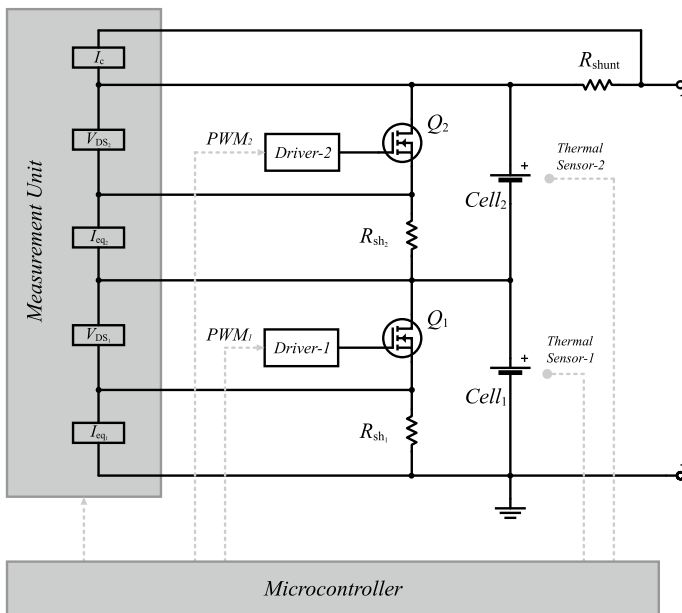 I_c
R_shunt
V_DS₂
PWM₂
Driver-2
Q₂
Thermal
Sensor-2
+
Cell₂
Measurement Unit
I_eq₂
R_sh₂
V_DS₁
PWM₁
Driver-1
Q₁
Thermal
Sensor-1
+
Cell₁
I_eq₁
R_sh₁
Microcontroller